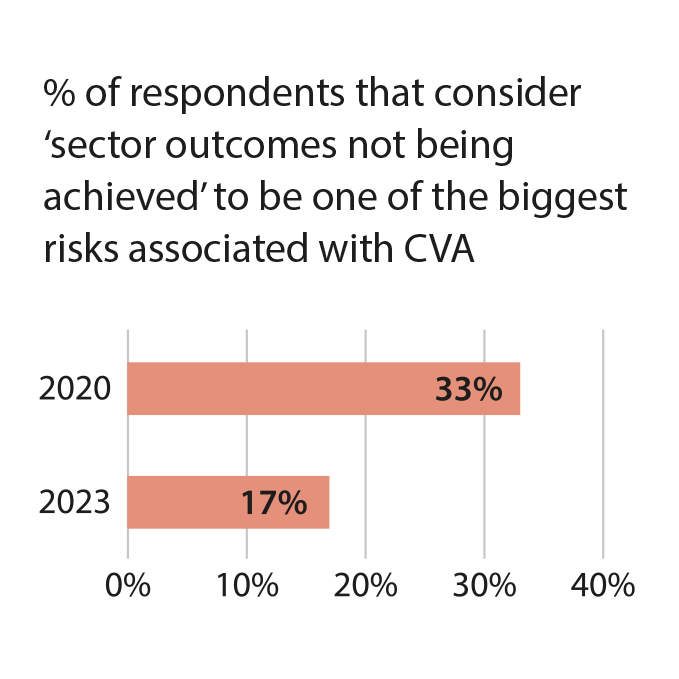 % of respondents that consider
‘sector outcomes not being
achieved’ to be one of the biggest
risks associated with CVA
2020
33%
2023
17%
0%
10%
20%
30%
40%